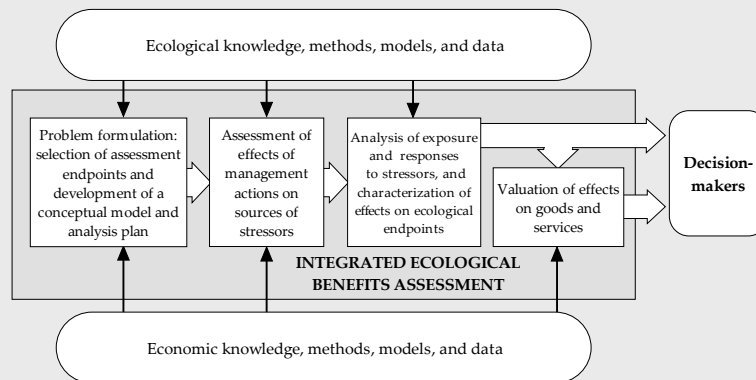 Ecological knowledge, methods, models, and data
Problem formulation:
selection of assessment
endpoints and
development of a
conceptual model and
analysis plan
Assessment of
effects of
management
actions on
sources of
stressors
Analysis of exposure
and responses
to stressors, and
characterization of
effects on ecological
endpoints
Valuation of effects
on goods and
services
Decision-
makers
INTEGRATED ECOLOGICAL
BENEFITS ASSESSMENT
Economic knowledge, methods, models, and data